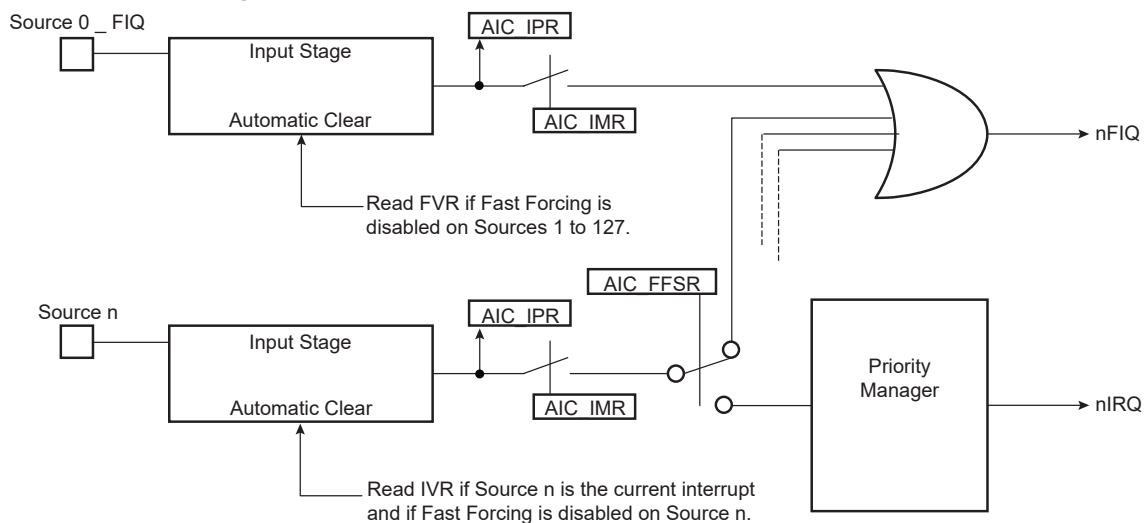 Source 0 _ FIQ
AIC_IPR
Input Stage
Automatic Clear
AIC_IMR
nFIQ
Read FVR if Fast Forcing is
disabled on Sources 1 to 127.
AIC_FFSR
Source n
AIC_IPR
Input Stage
Priority
Manager
Automatic Clear
AIC_IMR
nIRQ
Read IVR if Source n is the current interrupt
and if Fast Forcing is disabled on Source n.